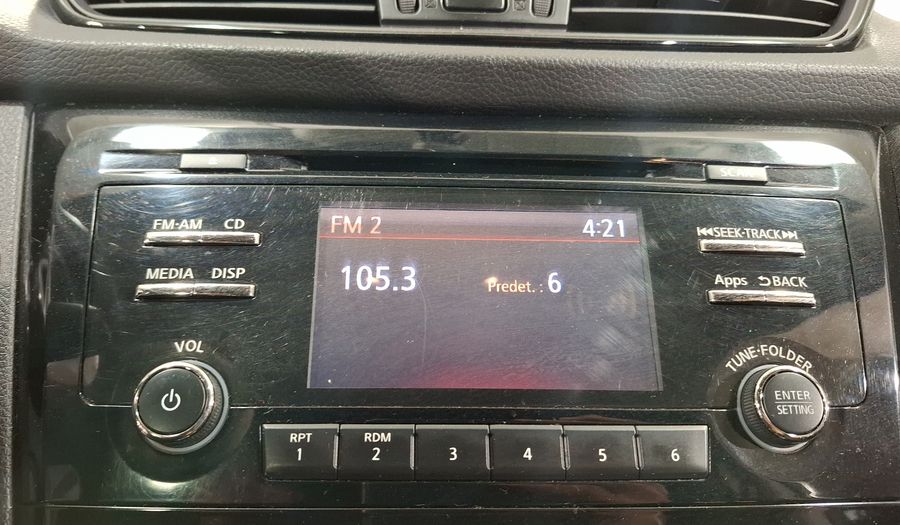 FM·AM CD
MEDIA DISP
VOL
FM 2 4:21
105.3 Predet. : 6
SEEK·TRACK
Apps BACK
TUNE·FOLDER
ENTER
SETTING
RPT
1
RDM
2
3
4
5
6